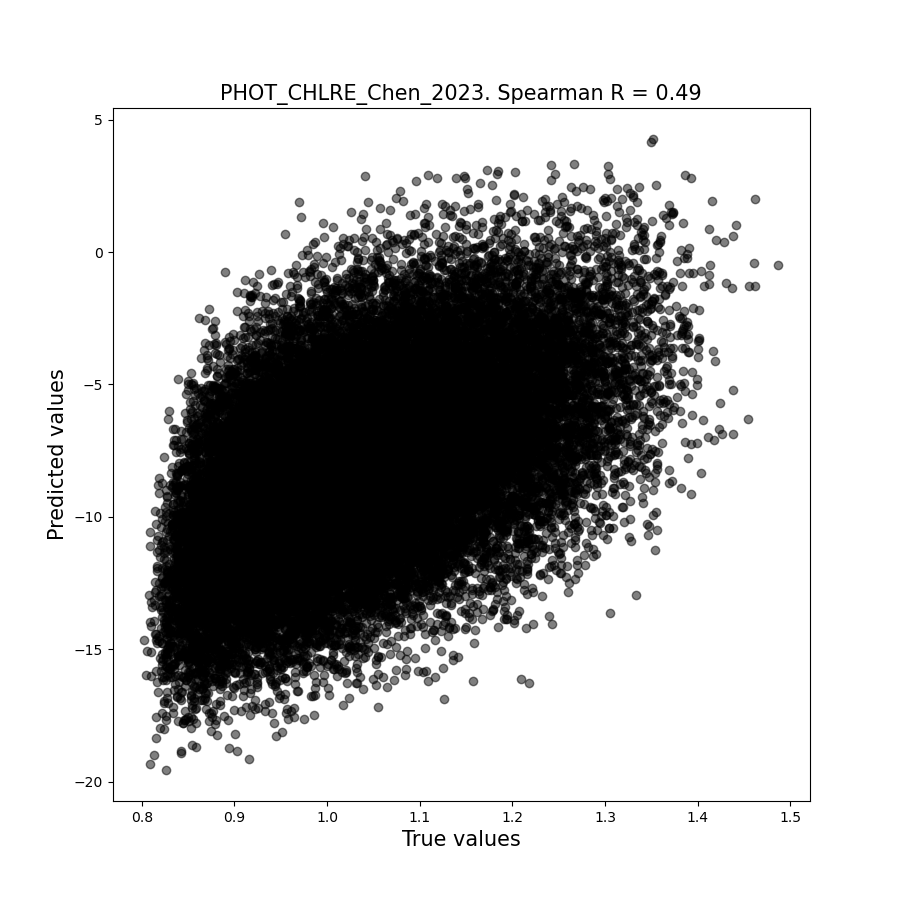 PHOT_CHLRE_Chen_2023. Spearman R = 0.49
5
0
−5
−10
−15
−20
Predicted values
0.8 0.9 1.0 1.1 1.2 1.3 1.4 1.5
True values